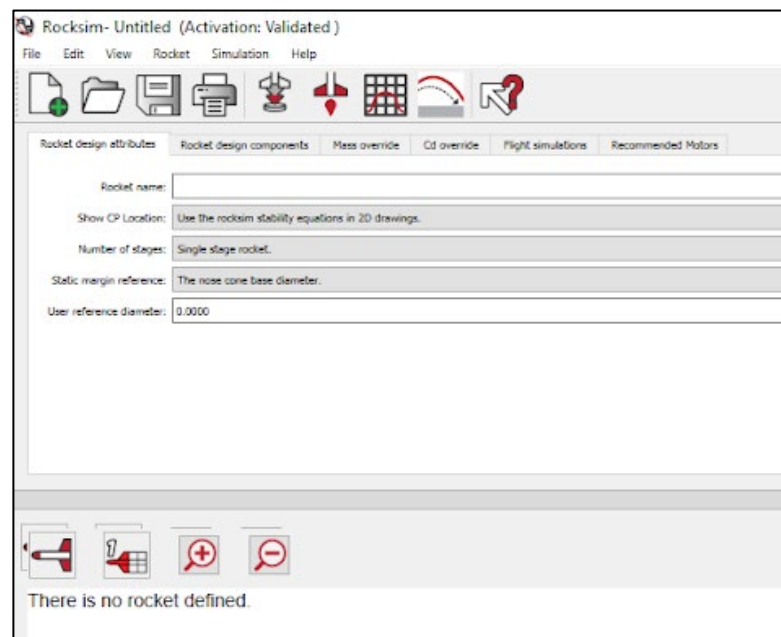 Rocksim- Untitled (Activation: Validated )
File Edit View Rocket Simulation Help
Rocket design attributes Rocket design components Mass override Cd override Flight simulations Recommended Motors
Rocket name:
Show CP Location: Use the rocksim stability equations in 2D drawings.
Number of stages: Single stage rocket.
Static margin reference: The nose cone base diameter.
User reference diameter: 0.0000
1
There is no rocket defined.